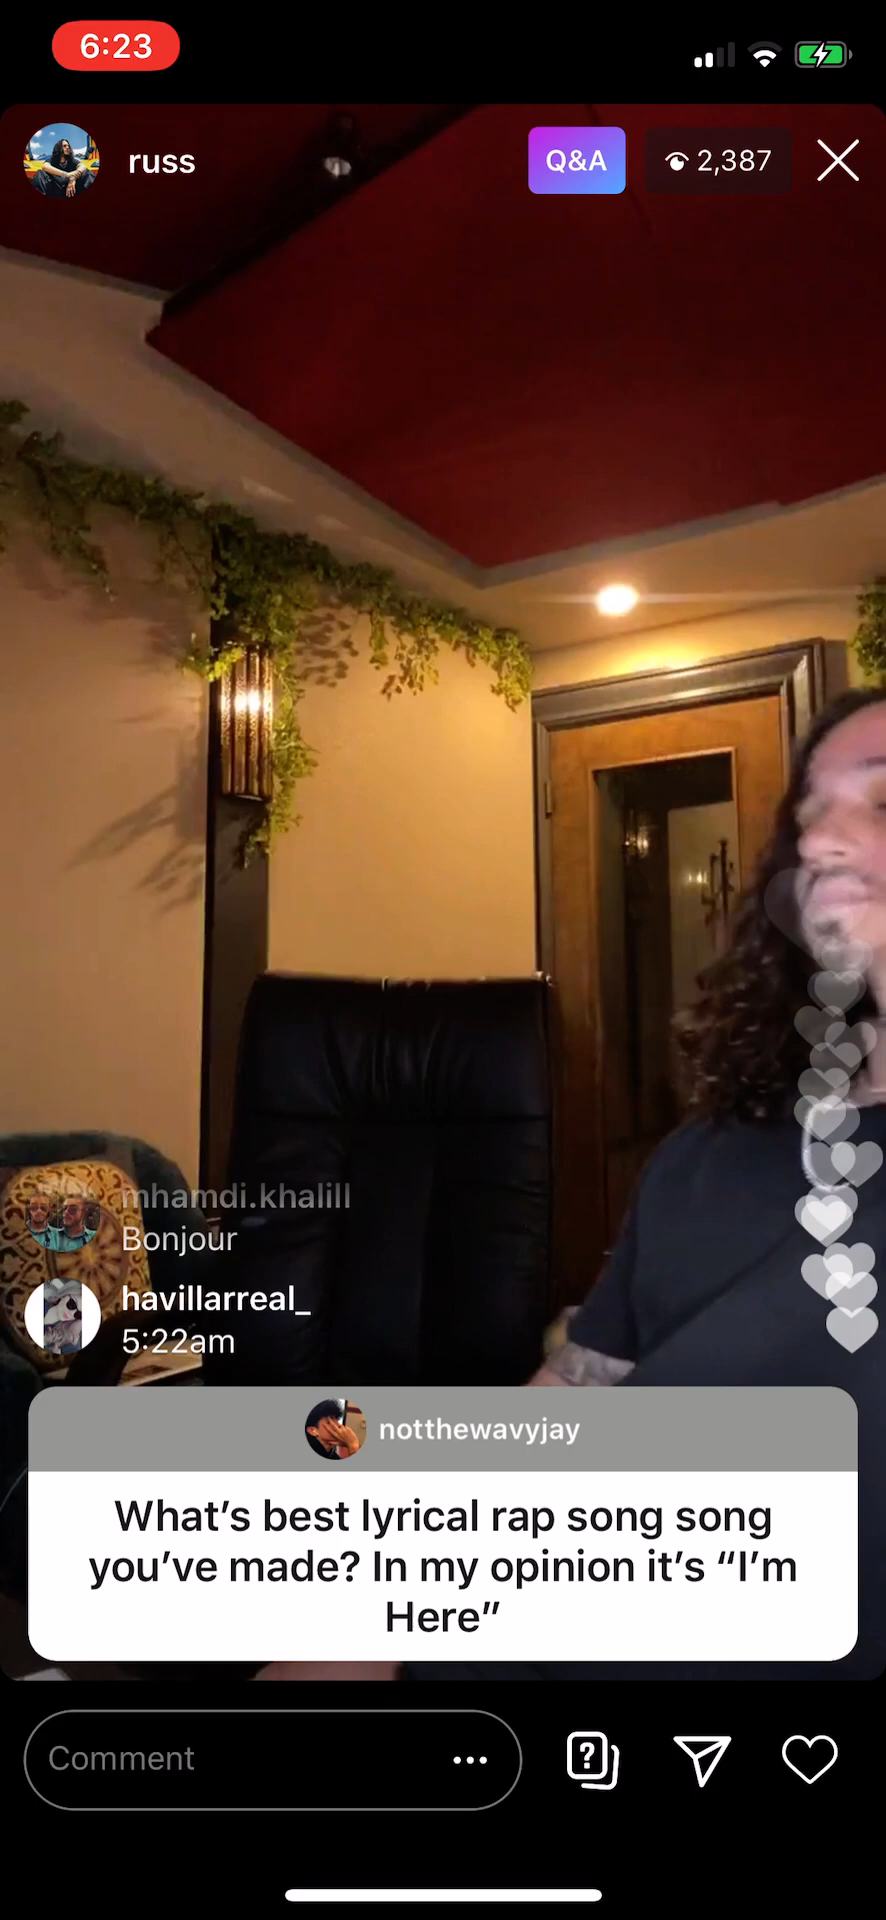 6:23
russ
Q&A
2,387
mhamdi.khalill
Bonjour
havillarreal_
5:22am
notthewavyjay
What’s best lyrical rap song song
you’ve made? In my opinion it’s “I’m
Here”
Comment